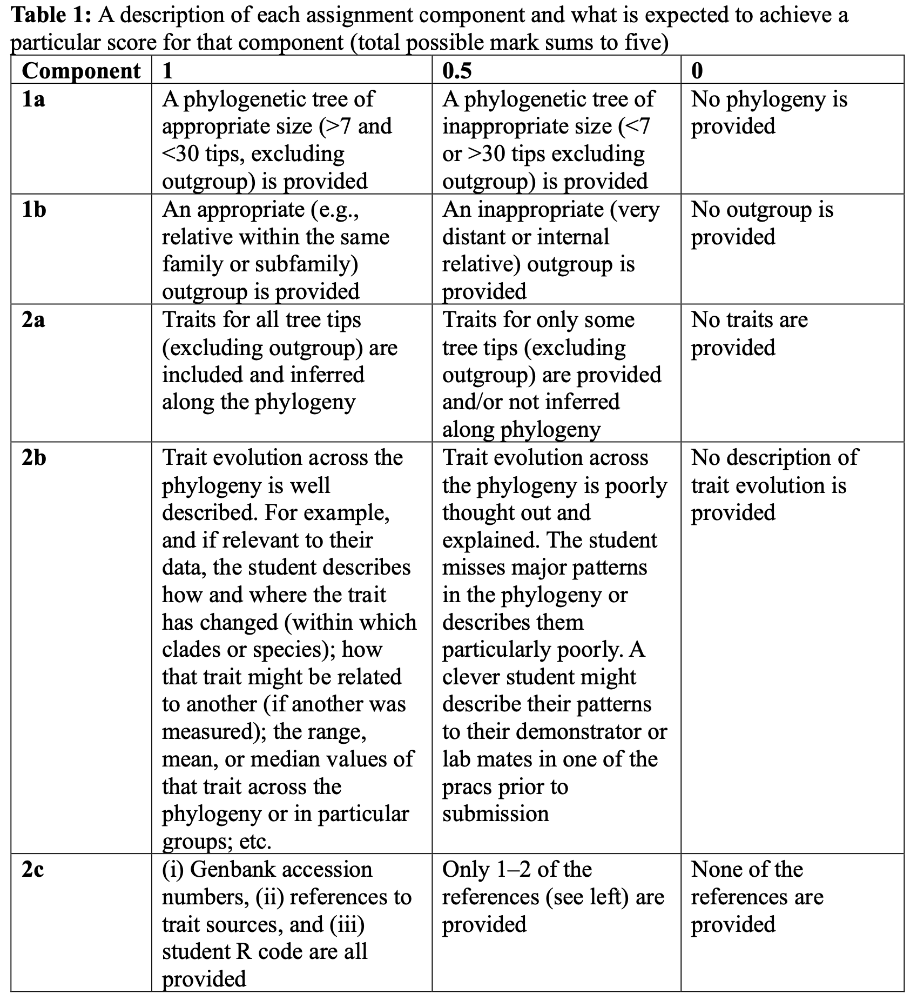 Table 1: A description of each assignment component and what is expected to achieve a
particular score for that component (total possible mark sums to five)
Component
1
0.5
0
1a
A phylogenetic tree of
appropriate size (>7 and
<30 tips, excluding
outgroup) is provided
A phylogenetic tree of
inappropriate size (<7
or >30 tips excluding
outgroup) is provided
No phylogeny is
provided
1b
An appropriate (e.g.,
relative within the same
family or subfamily)
outgroup is provided
An inappropriate (very
distant or internal
relative) outgroup is
provided
No outgroup is
provided
2a
Traits for all tree tips
(excluding outgroup) are
included and inferred
along the phylogeny
Traits for only some
tree tips (excluding
outgroup) are provided
and/or not inferred
along phylogeny
No traits are
provided
2b
Trait evolution across the
phylogeny is well
described. For example,
and if relevant to their
data, the student describes
how and where the trait
has changed (within which
clades or species); how
that trait might be related
to another (if another was
measured); the range,
mean, or median values of
that trait across the
phylogeny or in particular
groups; etc.
Trait evolution across
the phylogeny is poorly
thought out and
explained. The student
misses major patterns
in the phylogeny or
describes them
particularly poorly. A
clever student might
describe their patterns
to their demonstrator or
lab mates in one of the
pracs prior to
submission
No description of
trait evolution is
provided
2c
(i) Genbank accession
numbers, (ii) references to
trait sources, and (iii)
student R code are all
provided
Only 1–2 of the
references (see left) are
provided
None of the
references are
provided